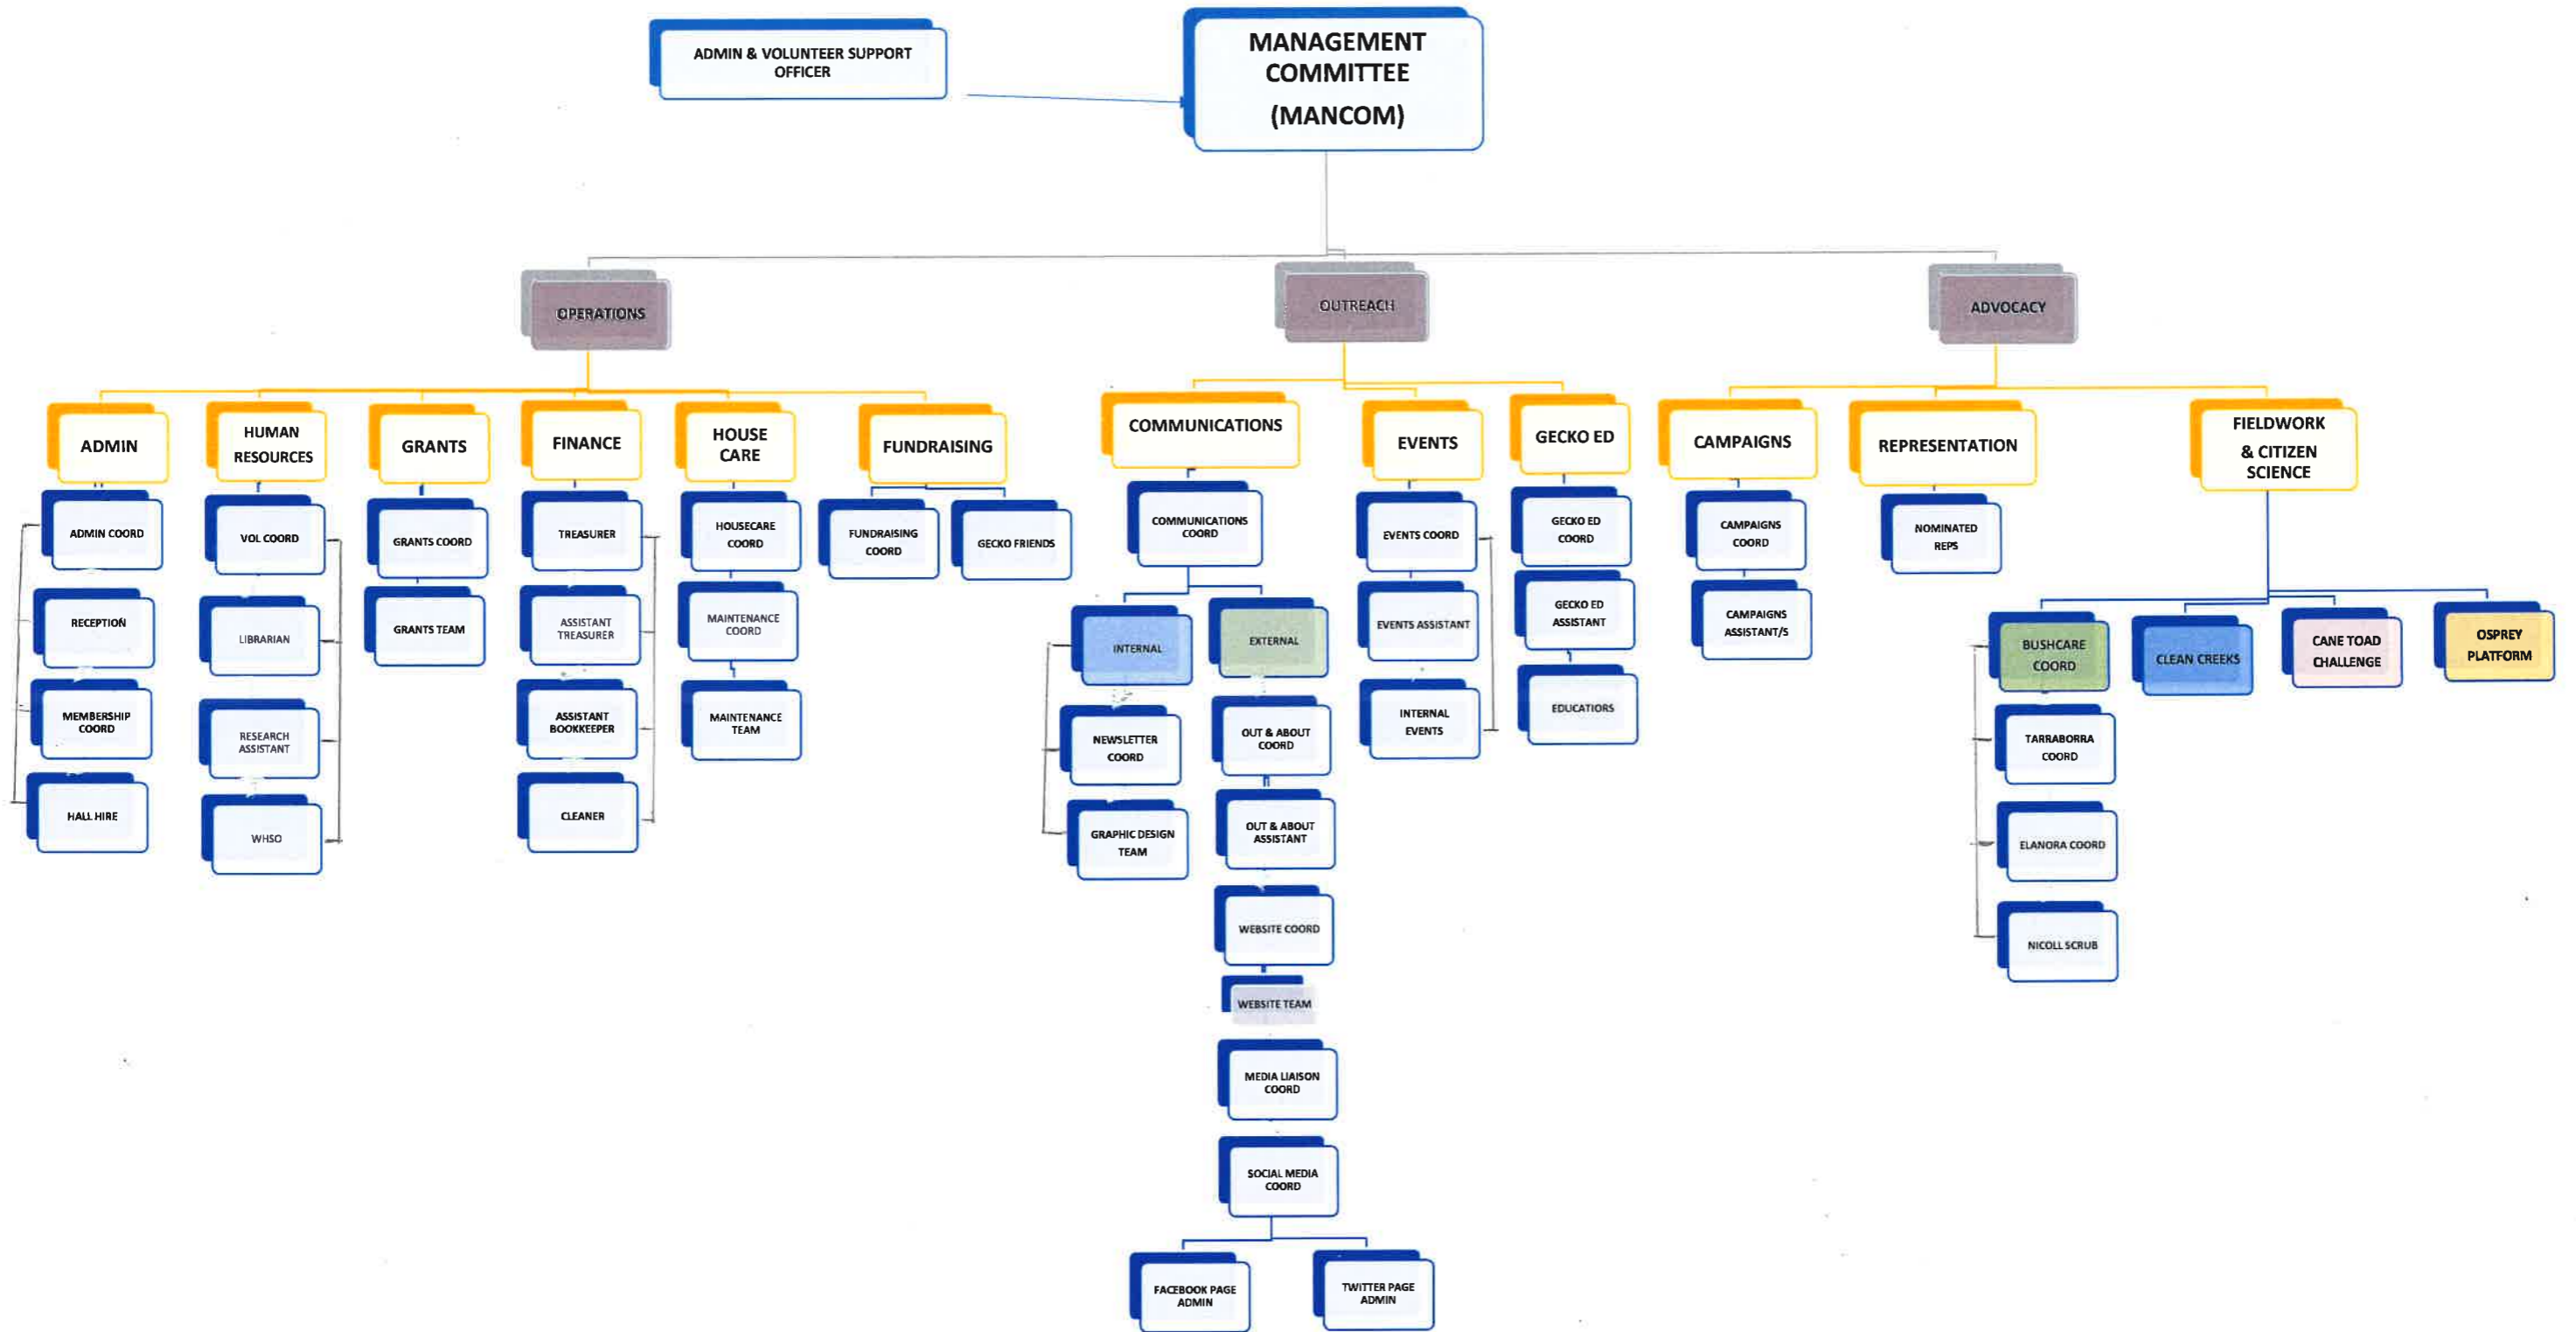 ADMIN & VOLUNTEER SUPPORT
OFFICER
MANAGEMENT
COMMITTEE
(MANCOM)
OPERATIONS
OUTREACH
ADVOCACY
ADMIN
HUMAN
RESOURCES
GRANTS
FINANCE
HOUSE
CARE
FUNDRAISING
COMMUNICATIONS
EVENTS
GECKO ED
CAMPAIGNS
REPRESENTATION
FIELDWORK
& CITIZEN
SCIENCE
ADMIN COORD
RECEPTION
MEMBERSHIP
COORD
HALL HIRE
VOL COORD
LIBRARIAN
RESEARCH
ASSISTANT
WHSO
GRANTS COORD
GRANTS TEAM
TREASURER
ASSISTANT
TREASURER
ASSISTANT
BOOKKEEPER
CLEANER
HOUSECARE
COORD
MAINTENANCE
COORD
MAINTENANCE
TEAM
FUNDRAISING
COORD
GECKO FRIENDS
COMMUNICATIONS
COORD
INTERNAL
NEWSLETTER
COORD
GRAPHIC DESIGN
TEAM
EXTERNAL
OUT & ABOUT
COORD
OUT & ABOUT
ASSISTANT
WEBSITE COORD
WEBSITE TEAM
MEDIA LIAISON
COORD
SOCIAL MEDIA
COORD
FACEBOOK PAGE
ADMIN
TWITTER PAGE
ADMIN
EVENTS COORD
EVENTS ASSISTANT
INTERNAL
EVENTS
GECKO ED
COORD
GECKO ED
ASSISTANT
EDUCATIORS
CAMPAIGNS
COORD
CAMPAIGNS
ASSISTANT/S
NOMINATED
REPS
BUSHCARE
COORD
TARRABORRA
COORD
ELANORA COORD
NICOLL SCRUB
CLEAN CREEKS
CANE TOAD
CHALLENGE
OSPREY
PLATFORM